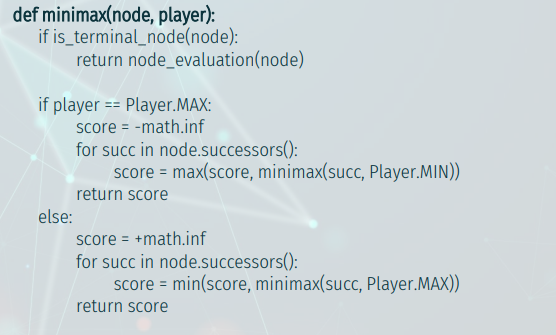 def minimax(node, player):
if is_terminal_node(node):
return node_evaluation(node)
if player == Player.MAX:
score = -math.inf
for succ in node.successors():
score = max(score, minimax(succ, Player.MIN))
return score
else:
score = +math.inf
for succ in node.successors():
score = min(score, minimax(succ, Player.MAX))
return score